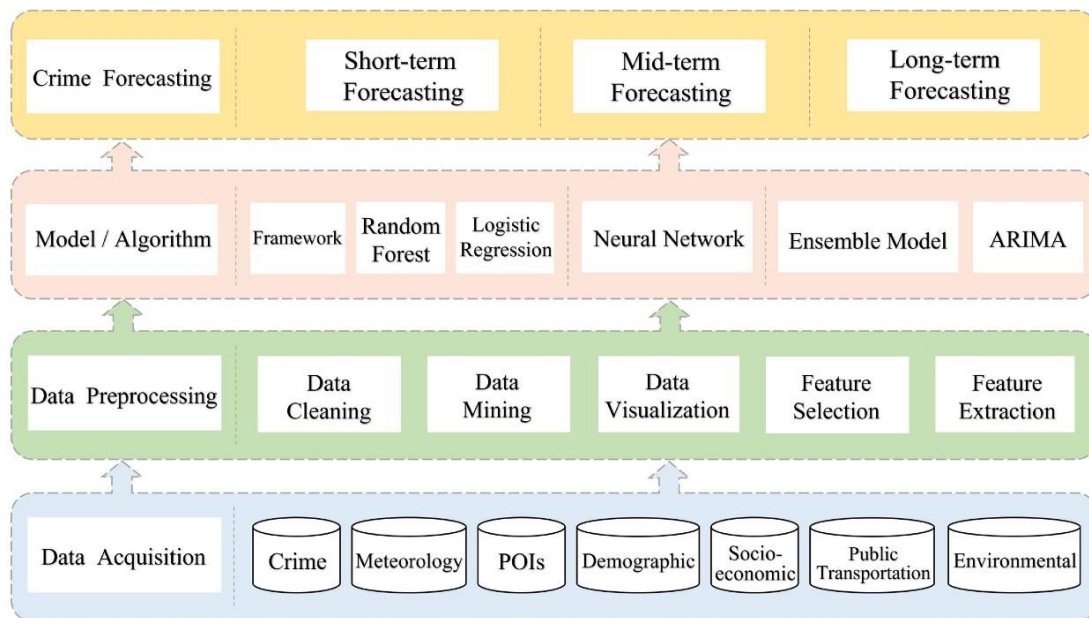 Crime Forecasting
Short-term
Forecasting
Mid-term
Forecasting
Long-term
Forecasting
Model / Algorithm
Framework
Random
Forest
Logistic
Regression
Neural Network
Ensemble Model
ARIMA
Data Preprocessing
Data
Cleaning
Data
Mining
Data
Visualization
Feature
Selection
Feature
Extraction
Data Acquisition
Crime
Meteorology
POIs
Demographic
Socio-
economic
Public
Transportation
Environmental